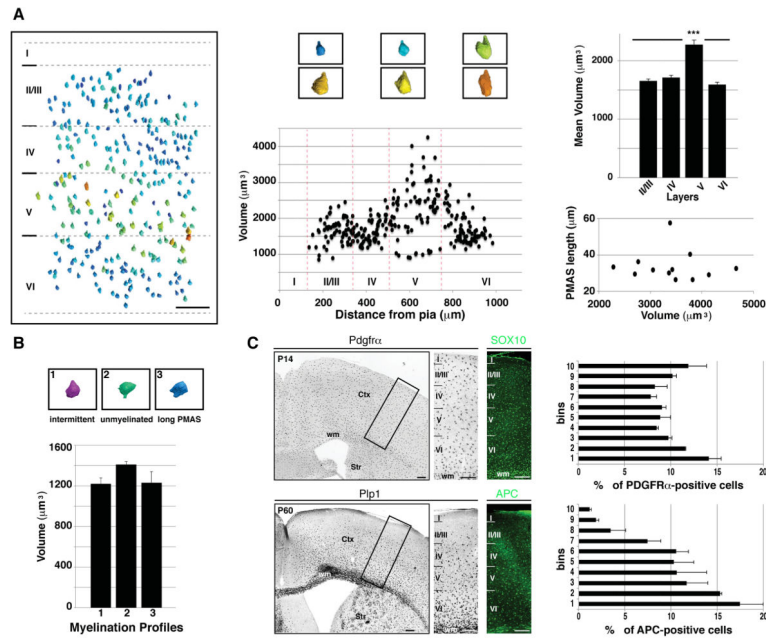 A
I
II/III
IV
V
VI
Volume (μm³)
4000
3000
2000
1000
I II/III IV V VI
0 200 400 600 800 1000
Distance from pia (μm)
Mean Volume (μm³)
2000
1000
0
***
II/III IV V VI
Layers
PMAS length (μm)
60
40
20
0
2000 3000 4000 5000
Volume (μm³)
B
1 2 3
intermittent unmyelinated long PMAS
Volume (μm³)
1600
1200
900
600
300
0
1 2 3
Myelination Profiles
C
Pdgfrα
SOX10
P14
Ctx
wm
Str
I
II/III
IV
V
VI
wm
I
II/III
IV
V
VI
wm
bins
10
9
8
7
6
5
4
3
2
1
0 5 10 15 20
% of PDGFRα-positive cells
Plp1
APC
P60
Ctx
wm
Str
I
II/III
IV
V
VI
I
II/III
IV
V
VI
bins
10
9
8
7
6
5
4
3
2
1
0 5 10 15 20
% of APC-positive cells